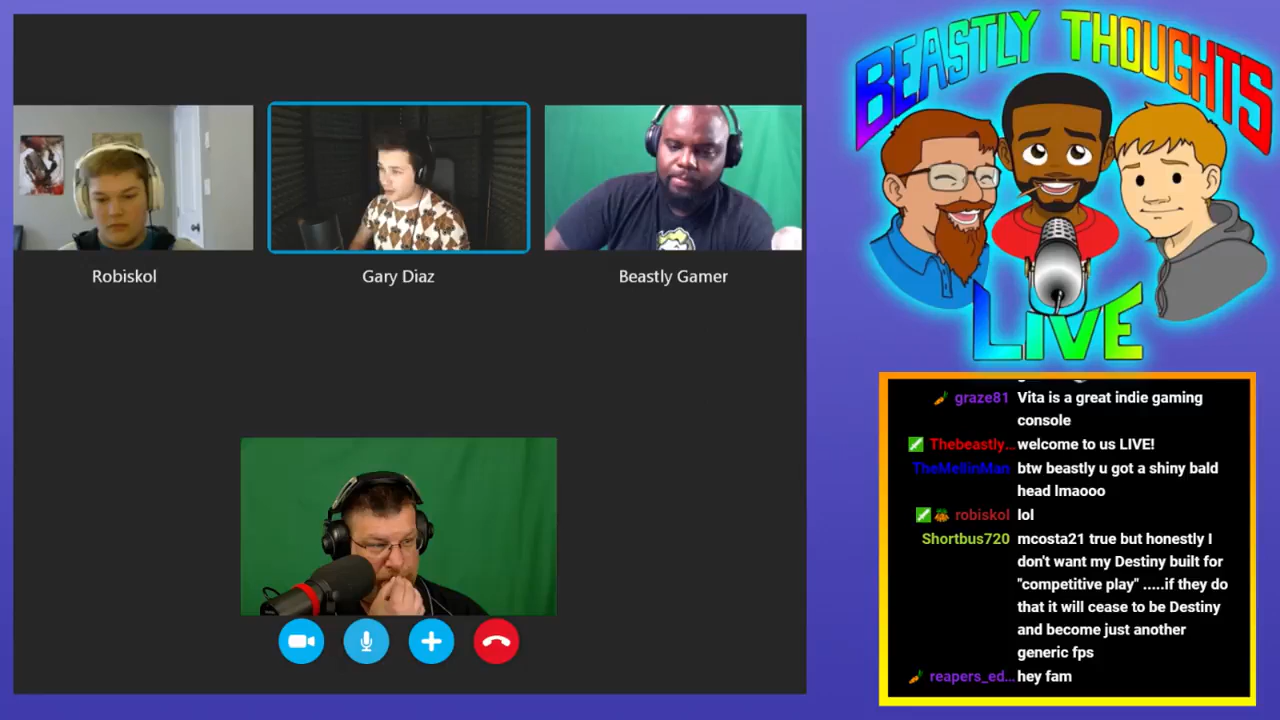 BEASTLY THOUGHTS
LIVE
Robiskol
Gary Diaz
Beastly Gamer
graze81 Vita is a great indie gaming
console
Thebeastly... welcome to us LIVE!
TheMellinMan btw beastly u got a shiny bald
head lmaooo
robiskol lol
Shortbus720 mcosta21 true but honestly I
don't want my Destiny built for
"competitive play" .....if they do
that it will cease to be Destiny
and become just another
generic fps
reapers_ed... hey fam